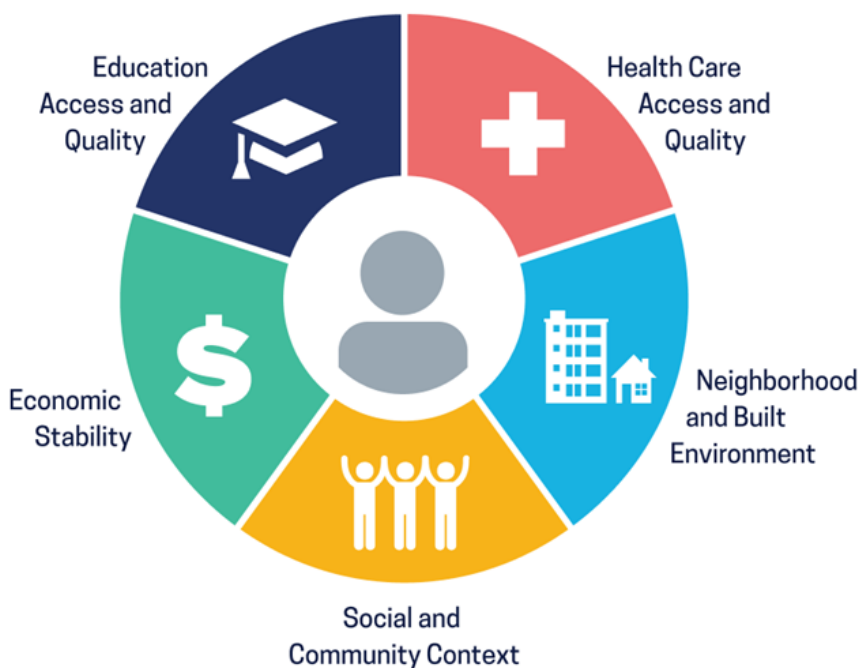 Education
Access and
Quality
Health Care
Access and
Quality
Economic
Stability
Neighborhood
and Built
Environment
Social and
Community Context